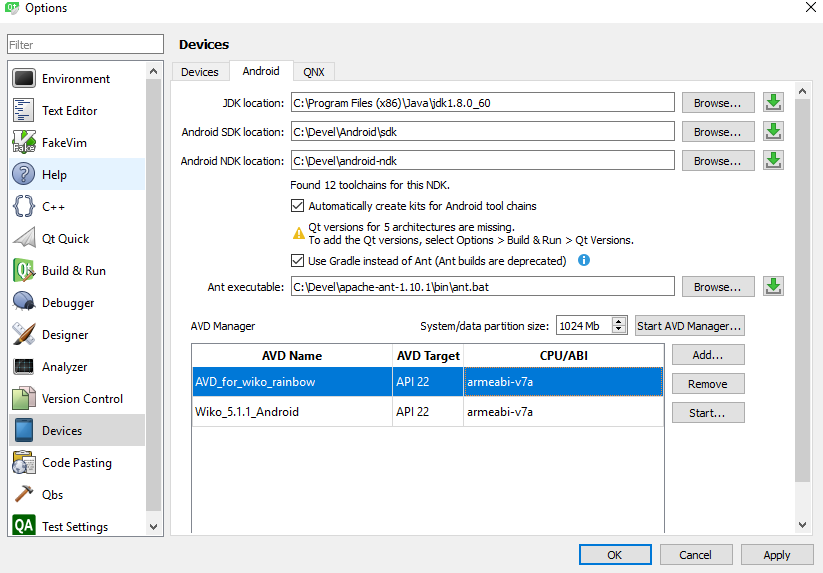 Options
Filter
Environment
Text Editor
FakeVim
Help
C++
Qt Quick
Build & Run
Debugger
Designer
Analyzer
Version Control
Devices
Code Pasting
Qbs
Test Settings
Devices
Devices Android QNX
JDK location: C:\Program Files (x86)\Java\jdk1.8.0_60 Browse...
Android SDK location: C:\Devel\Android\sdk Browse...
Android NDK location: C:\Devel\android-ndk Browse...
Found 12 toolchains for this NDK.
Automatically create kits for Android tool chains
Qt versions for 5 architectures are missing.
To add the Qt versions, select Options > Build & Run > Qt Versions.
Use Gradle instead of Ant (Ant builds are deprecated)
Ant executable: C:\Devel\apache-ant-1.10.1\bin\ant.bat Browse...
AVD Manager System/data partition size: 1024 Mb Start AVD Manager...
AVD Name AVD Target CPU/ABI Add...
AVD_for_wiko_rainbow API 22 armeabi-v7a Remove
Wiko_5.1.1_Android API 22 armeabi-v7a Start...
OK Cancel Apply